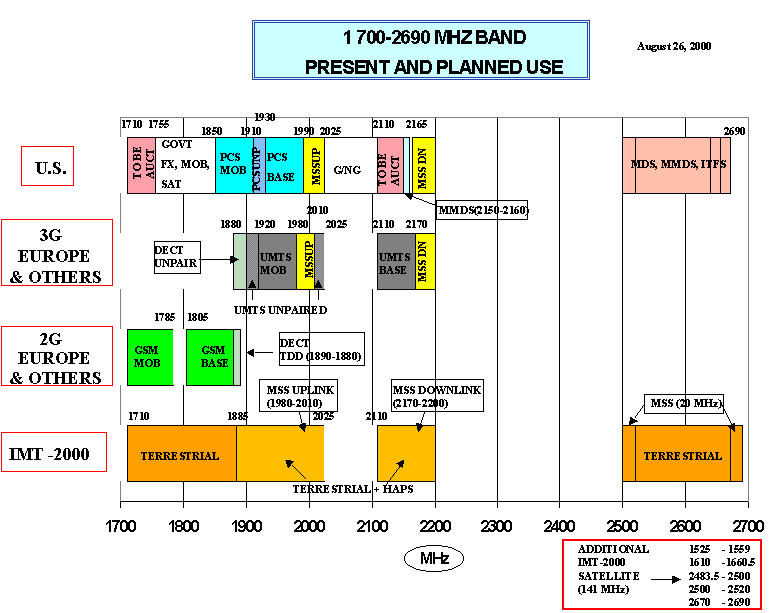 1 700-2690 MHZ BAND
PRESENT AND PLANNED USE
August 26, 2000
1710
1755
1850
1910
1930
1990
2025
2110
2165
2690
U.S.
TO BE
AUCT
GOVT
FX, MOB,
SAT
PCS
MOB
PCS UNP
PCS
BASE
MSS UP
G/NG
TO BE
AUCT
MSS DN
MDS, MMDS, ITFS
MMDS(2150-2160)
3G
EUROPE
& OTHERS
1880
1920
1980
2010
2025
2110
2170
DECT
UNPAIR
UMTS
MOB
MSS UP
UMTS
BASE
MSS DN
UMTS UNPAIRED
2G
EUROPE
& OTHERS
1785
1805
GSM
MOB
GSM
BASE
DECT
TDD (1890-1880)
MSS UPLINK
(1980-2010)
MSS DOWNLINK
(2170-2200)
MSS (20 MHz)
IMT -2000
1710
1885
2025
2110
TERRESTRIAL
TERRESTRIAL
TERRESTRIAL + HAPS
1700
1800
1900
2000
2100
2200
2300
2400
2500
2600
2700
MHz
ADDITIONAL 1525 - 1559
IMT-2000 1610 -1660.5
SATELLITE 2483.5 - 2500
(141 MHz) 2500 - 2520
2670 - 2690